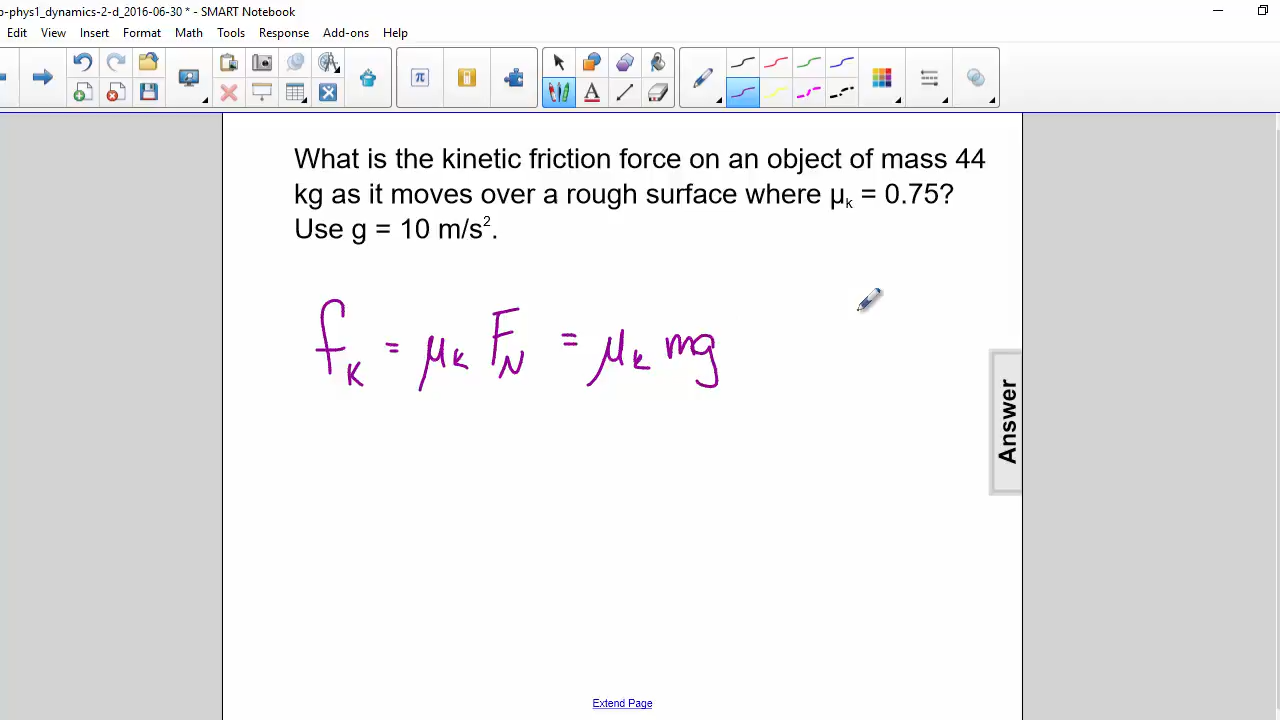 o-phys1_dynamics-2-d_2016-06-30 * - SMART Notebook
Edit View Insert Format Math Tools Response Add-ons Help
What is the kinetic friction force on an object of mass 44
kg as it moves over a rough surface where μk = 0.75?
Use g = 10 m/s².
fK = μk FN = μk mg
Answer
Extend Page